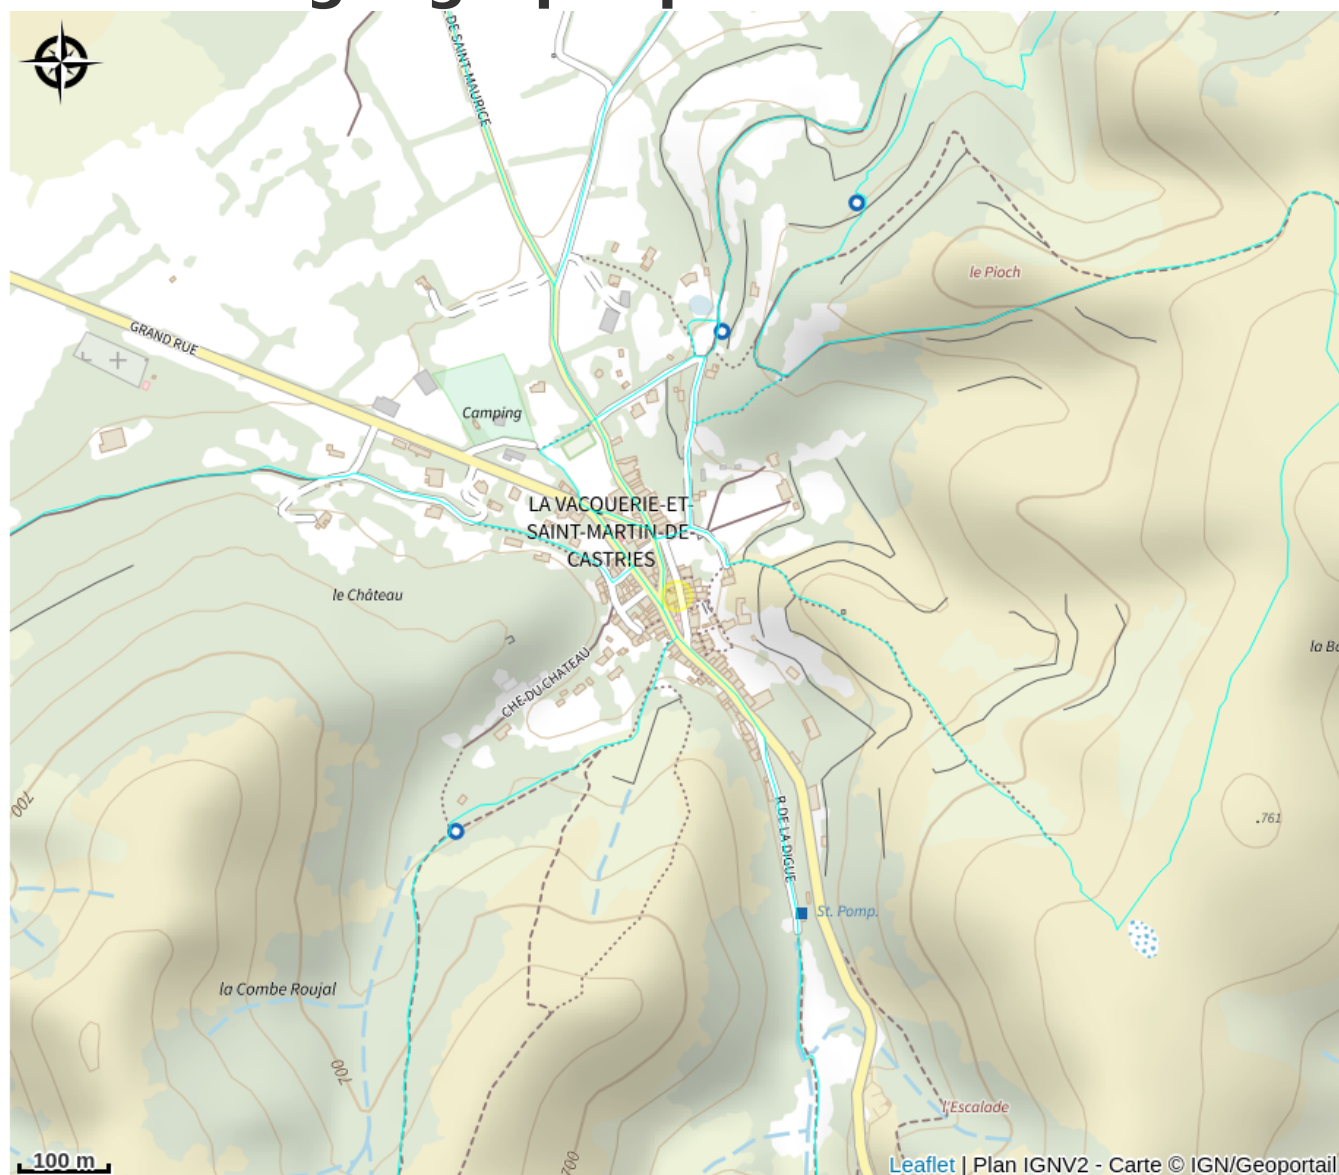 DE SAINT-MAURICE
le Pioch
GRAND RUE
Camping
LA VACQUERIE-ET-
SAINT-MARTIN-DE-
CASTRIES
le Château
CHE-DU-CHATEAU
700
.761
R DE LA DIGUE
St. Pomp.
la Combe Roujal
700
l'Escalade
700
100 m
Leaflet | Plan IGNV2 - Carte © IGN/Geoportail